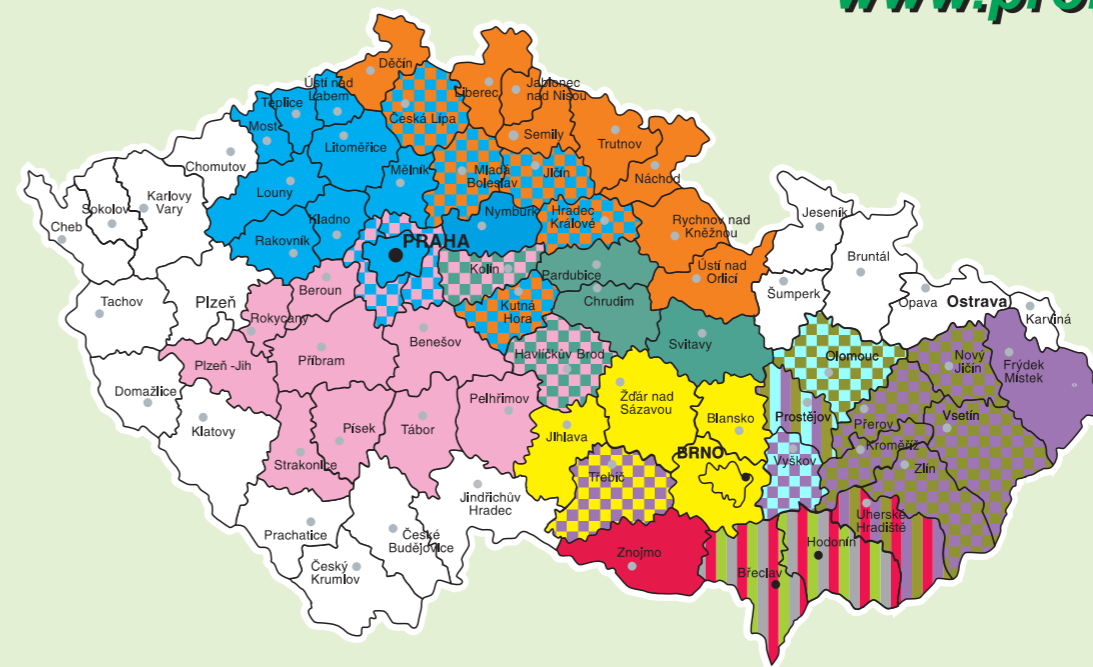 www.pro
Děčín
Ústí nad
Labem
Liberec
Jablonec
nad Nisou
Teplice
Česká Lípa
Most
Semily
Trutnov
Litoměřice
Chomutov
Mělník
Mladá
Boleslav
Jičín
Náchod
Louny
Karlovy
Vary
Sokolov
Cheb
Kladno
Nymburk
Hradec
Králové
Rychnov nad
Kněžnou
Jeseník
Rakovník
PRAHA
Kolín
Pardubice
Ústí nad
Orlicí
Bruntál
Beroun
Tachov
Plzeň
Rokycany
Kutná
Hora
Chrudim
Šumperk
Opava
Ostrava
Karviná
Benešov
Svitavy
Příbram
Plzeň -Jih
Havlíčkův Brod
Olomouc
Nový
Jičín
Frýdek
Místek
Domažlice
Pelhřimov
Žďár nad
Sázavou
Klatovy
Písek
Tábor
Jihlava
Blansko
Prostějov
Přerov
Vsetín
Strakonice
BRNO
Kroměříž
Vyškov
Zlín
Třebíč
Jindřichův
Hradec
Prachatice
České
Budějovice
Uherské
Hradiště
Hodonín
Znojmo
Český
Krumlov
Břeclav